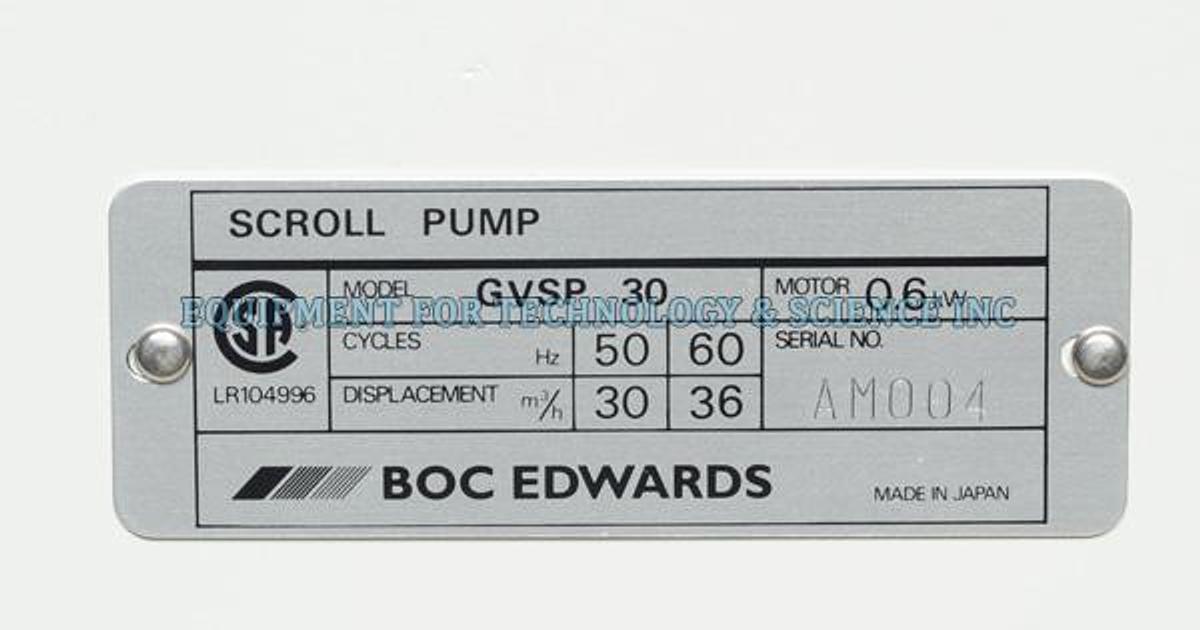 SCROLL PUMP
MODEL GVSP 30
MOTOR 0.6 kW
EQUIPMENT FOR TECHNOLOGY & SCIENCE INC
SA
LR104996
CYCLES Hz 50 60
DISPLACEMENT m³/h 30 36
SERIAL NO.
AM004
BOC EDWARDS
MADE IN JAPAN